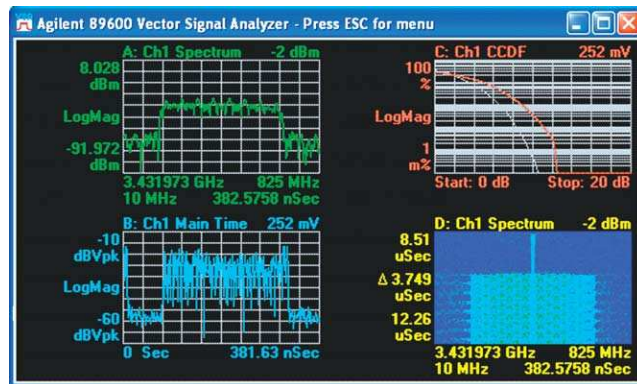 Agilent 89600 Vector Signal Analyzer - Press ESC for menu
A: Ch1 Spectrum -2 dBm
8.028
dBm
LogMag
-91.972
dBm
3.431973 GHz 825 MHz
10 MHz 382.5758 nSec
B: Ch1 Main Time 252 mV
-10
dBVpk
LogMag
-60
dBVpk
0 Sec 381.63 nSec
C: Ch1 CCDF 252 mV
100
%
LogMag
1
m%
Start: 0 dB Stop: 20 dB
D: Ch1 Spectrum -2 dBm
8.51
uSec
Δ 3.749
uSec
12.26
uSec
3.431973 GHz 825 MHz
10 MHz 382.5758 nSec